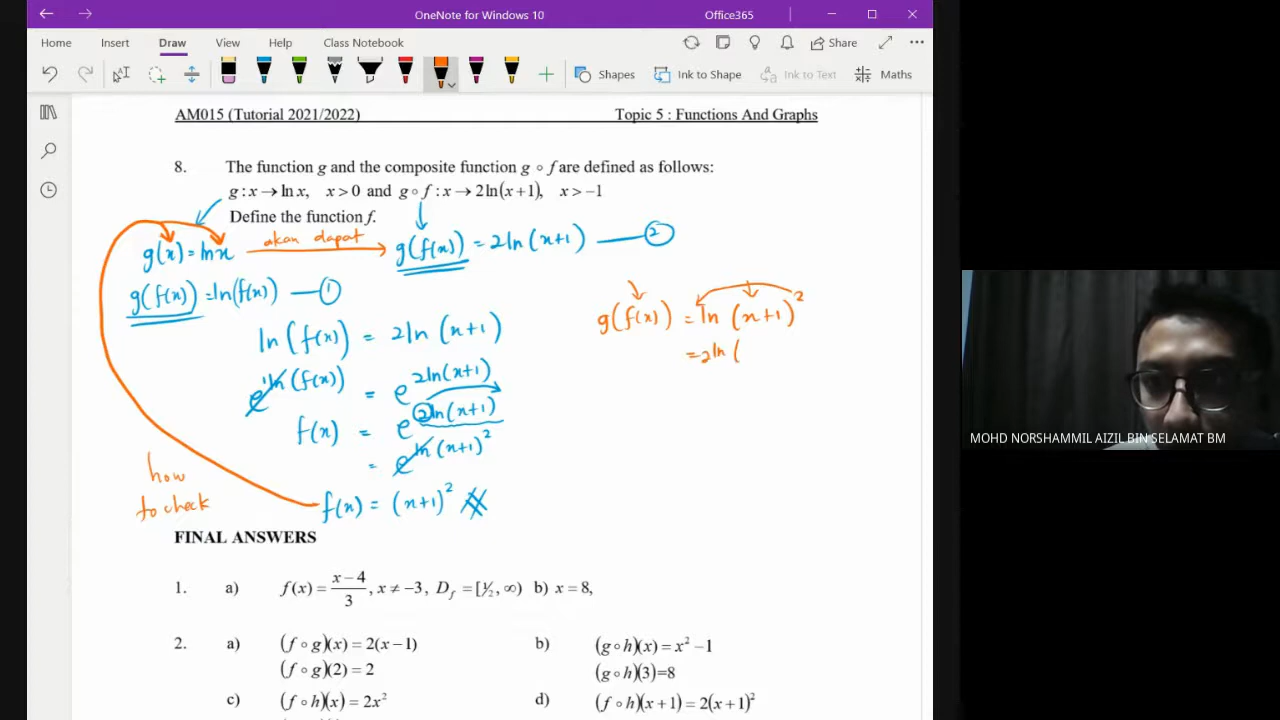 OneNote for Windows 10
Office365
Home Insert Draw View Help Class Notebook
Share
Shapes Ink to Shape Ink to Text Maths
AM015 (Tutorial 2021/2022) Topic 5 : Functions And Graphs
8. The function g and the composite function g ∘ f are defined as follows:
g : x → ln x, x > 0 and g ∘ f : x → 2ln(x+1), x > −1
Define the function f.
g(x) = ln x akan dapat g(f(x)) = 2ln(x+1) — 2
g(f(x)) = ln(f(x)) — 1
ln(f(x)) = 2ln(x+1)
e^ln(f(x)) = e^2ln(x+1)
f(x) = e^2ln(x+1)
= e^ln(x+1)^2
f(x) = (x+1)^2
how
to check
g(f(x)) = ln(x+1)^2
= 2ln(
FINAL ANSWERS
1. a) f(x) = (x−4)/3, x ≠ −3, D_f = [½, ∞) b) x = 8,
2. a) (f ∘ g)(x) = 2(x−1) b) (g ∘ h)(x) = x² −1
(f ∘ g)(2) = 2 (g ∘ h)(3)=8
c) (f ∘ h)(x) = 2x² d) (f ∘ h)(x+1) = 2(x+1)²
MOHD NORSHAMMIL AIZIL BIN SELAMAT BM